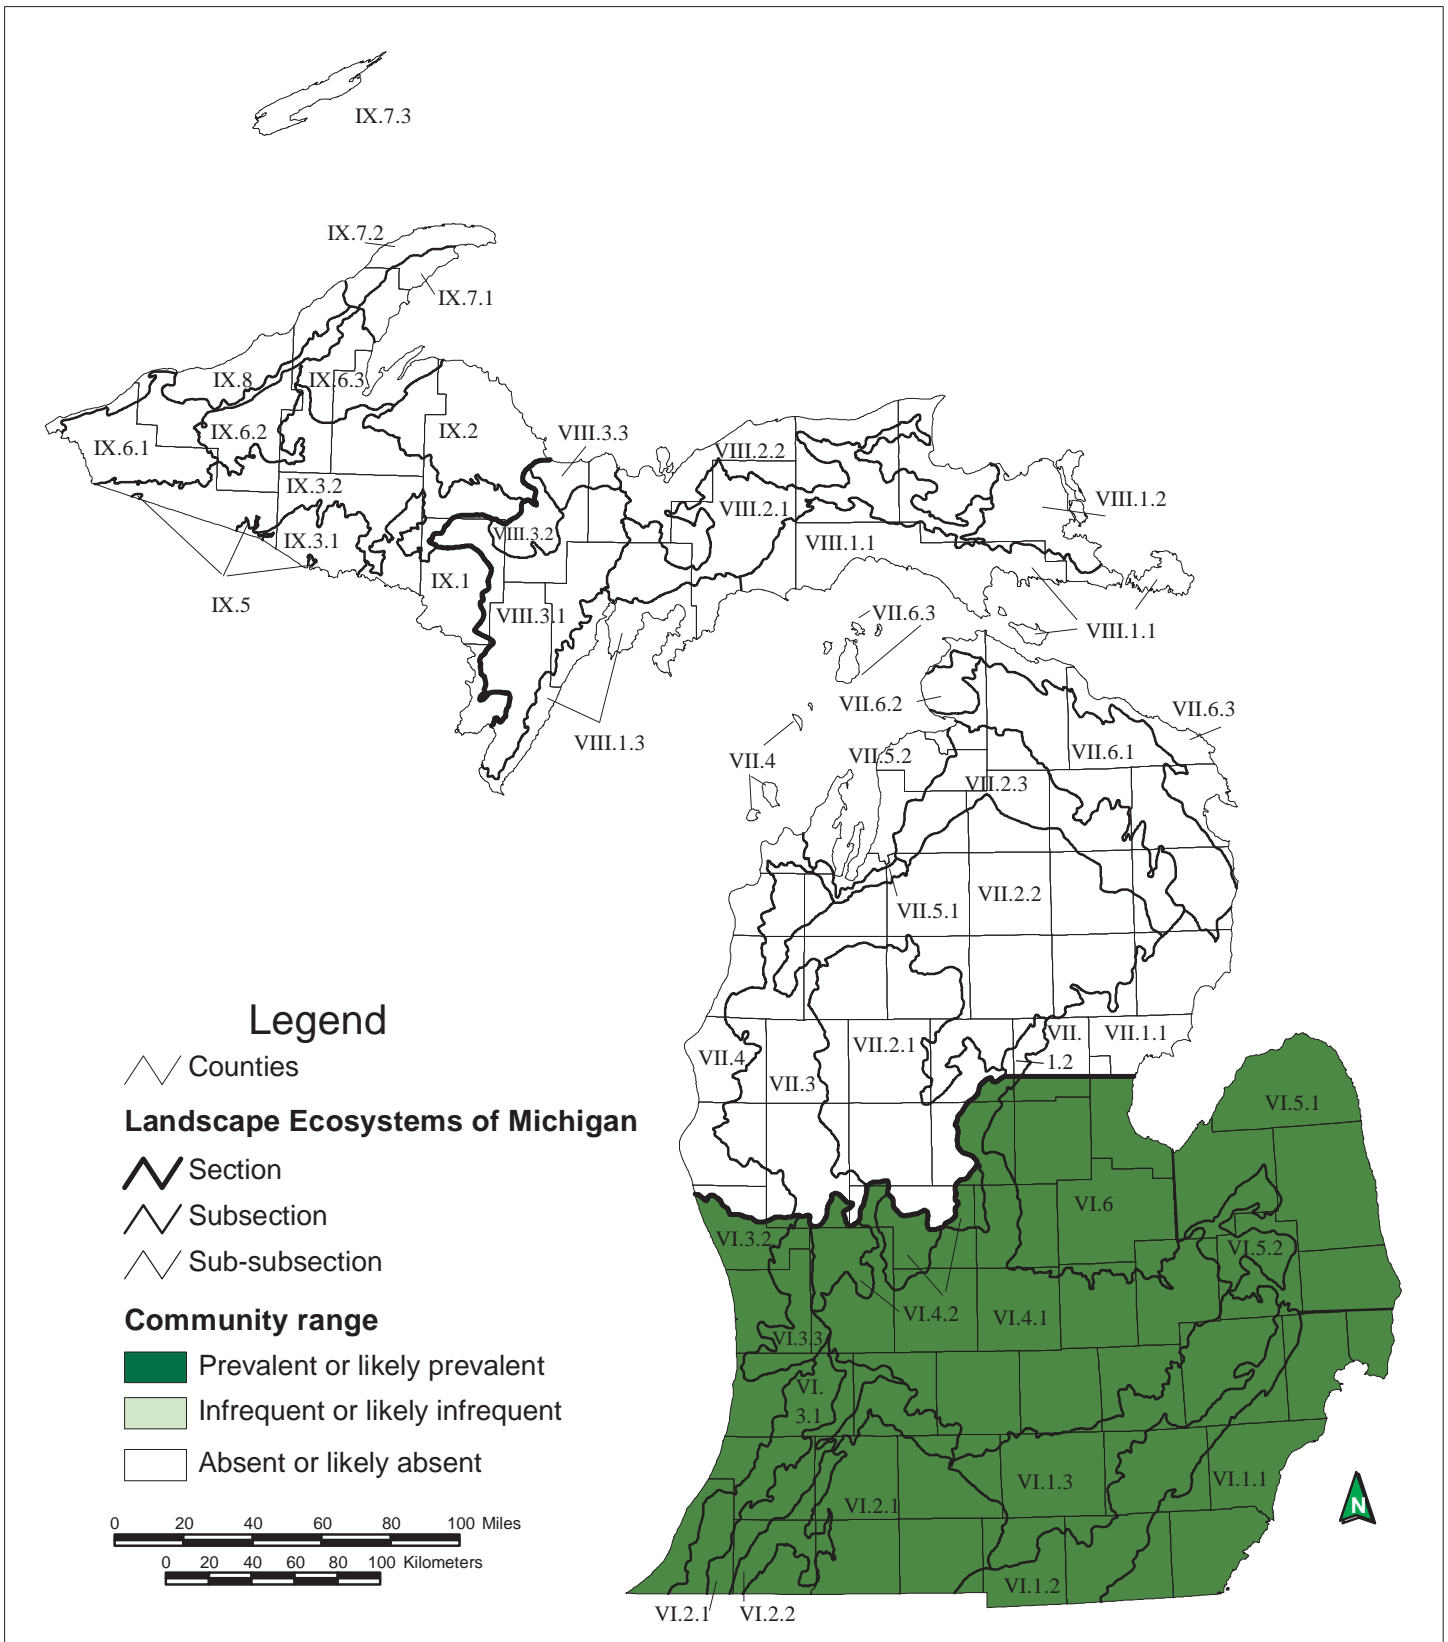 IX.7.3
IX.7.2
IX.7.1
IX.8
IX.6.3
IX.6.1
IX.6.2
IX.2
VIII.3.3
VIII.2.2
IX.3.2
VIII.2.1
VIII.1.2
IX.3.1
VIII.3.2
VIII.1.1
IX.1
IX.5
VIII.3.1
VII.6.3
VIII.1.1
VII.6.2
VII.6.3
VIII.1.3
VII.5.2
VII.6.1
VII.4
VII.2.3
VII.5.1
VII.2.2
VII.4
VII.3
VII.2.1
VII.
1.2
VII.1.1
VI.5.1
VI.6
VI.3.2
VI.5.2
VI.4.2
VI.4.1
VI.3.3
VI.
3.1
VI.1.3
VI.1.1
VI.2.1
VI.1.2
VI.2.1
VI.2.2
Legend
Counties
Landscape Ecosystems of Michigan
Section
Subsection
Sub-subsection
Community range
Prevalent or likely prevalent
Infrequent or likely infrequent
Absent or likely absent
0 20 40 60 80 100 Miles
0 20 40 60 80 100 Kilometers
N